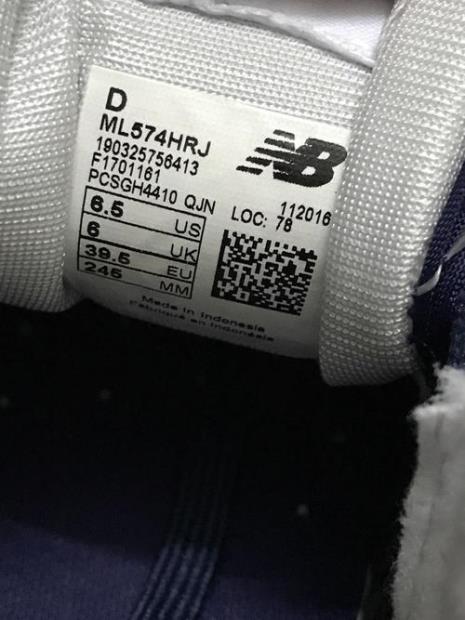 D
ML574HRJ
190325756413
F1701161
PCSGH4410 QJN
NB
112016
LOC: 78
6.5 US
6 UK
39.5 EU
245 MM
Made in Indonesia
Fabriqué en Indonésie